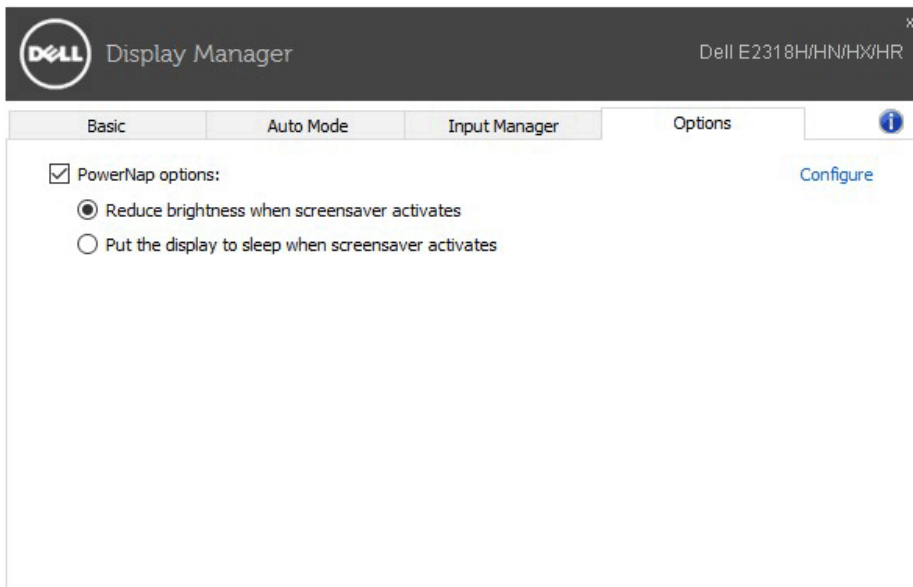 DELL Display Manager
x
Dell E2318H/HN/HX/HR
Basic Auto Mode Input Manager Options i
PowerNap options: Configure
Reduce brightness when screensaver activates
Put the display to sleep when screensaver activates